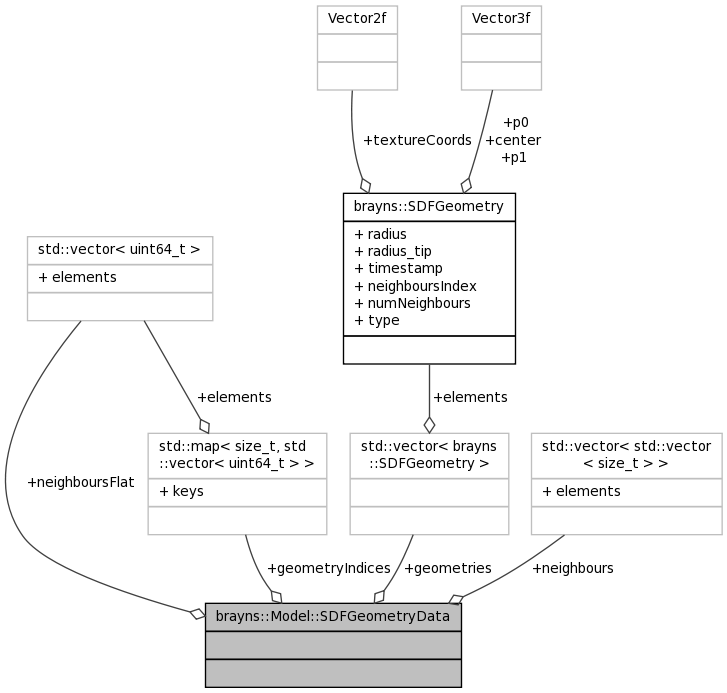 Vector2f
Vector3f
+textureCoords
+p0
+center
+p1
brayns::SDFGeometry
+ radius
+ radius_tip
+ timestamp
+ neighboursIndex
+ numNeighbours
+ type
std::vector< uint64_t >
+ elements
+elements
+elements
std::map< size_t, std
::vector< uint64_t > >
+ keys
std::vector< brayns
::SDFGeometry >
std::vector< std::vector
< size_t > >
+ elements
+neighboursFlat
+geometryIndices
+geometries
+neighbours
brayns::Model::SDFGeometryData